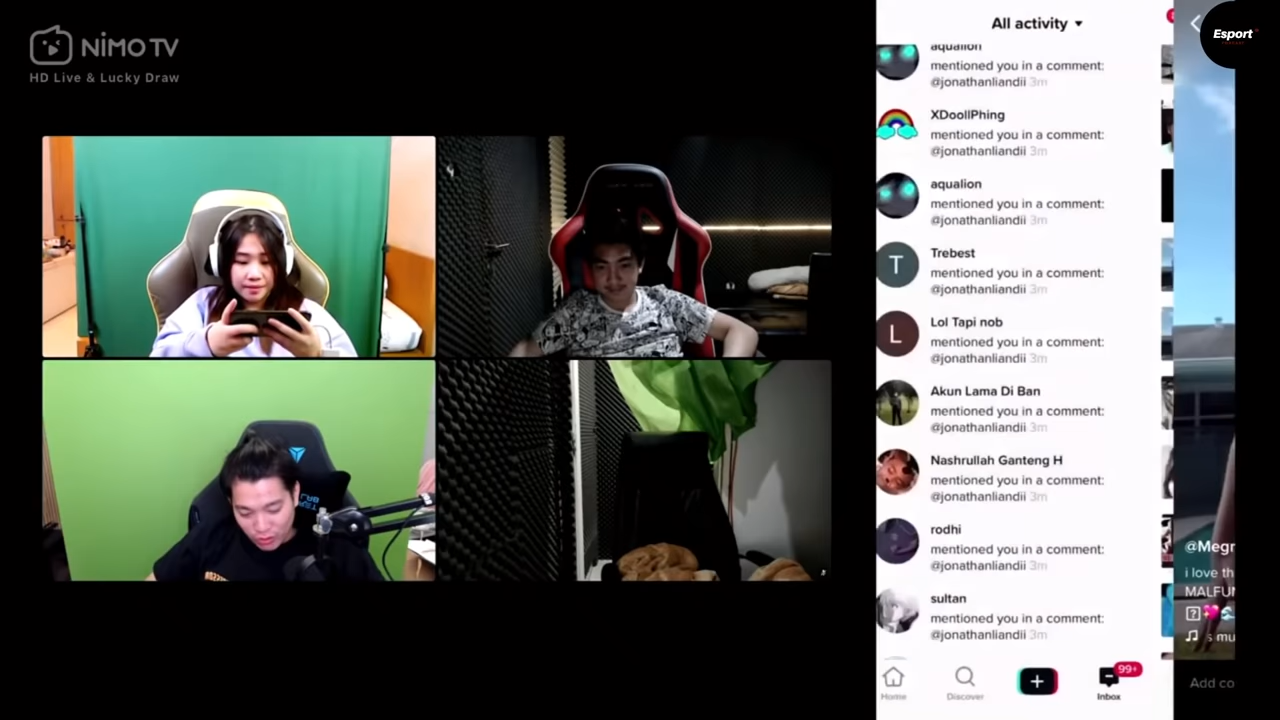 NIMO TV
HD Live & Lucky Draw
All activity
Esport
aqualion
mentioned you in a comment:
@jonathanliandii 3m
XDoollPhing
mentioned you in a comment:
@jonathanliandii 3m
aqualion
mentioned you in a comment:
@jonathanliandii 3m
Trebest
mentioned you in a comment:
@jonathanliandii 3m
T
Lol Tapi nob
mentioned you in a comment:
@jonathanliandii 3m
L
Akun Lama Di Ban
mentioned you in a comment:
@jonathanliandii 3m
Nashrullah Ganteng H
mentioned you in a comment:
@jonathanliandii 3m
rodhi
mentioned you in a comment:
@jonathanliandii 3m
sultan
mentioned you in a comment:
@jonathanliandii 3m
@Megr
i love th
MALFU
s mu
Add co
99+
Home
Discover
Inbox